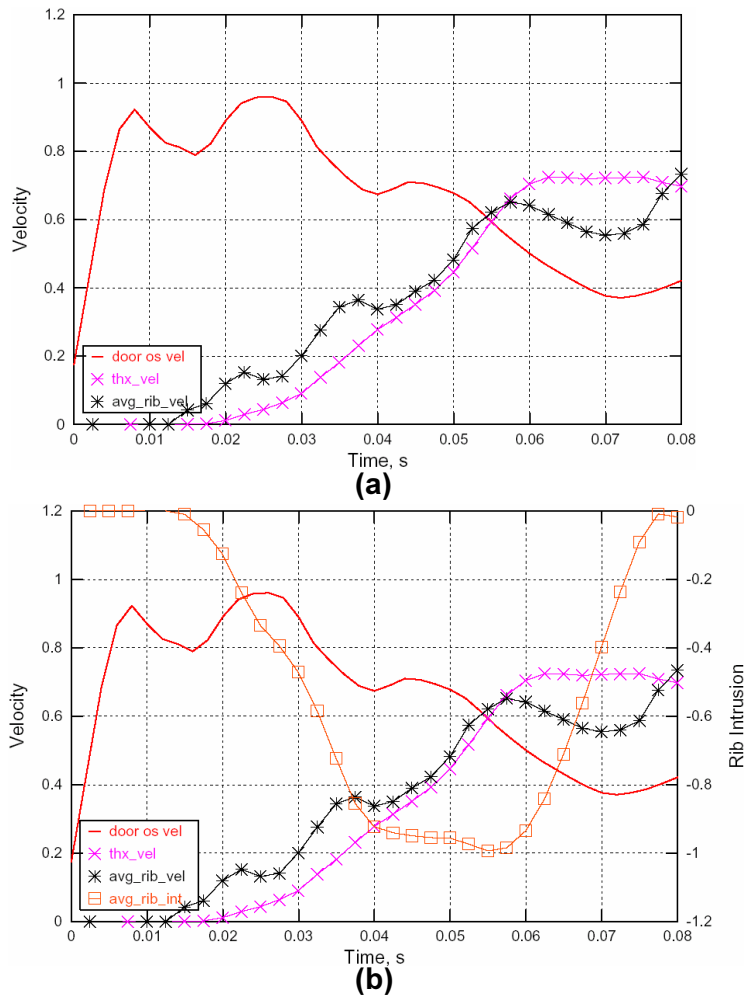 1.2
1
0.8
0.6
0.4
0.2
0
Velocity
door os vel
thx_vel
avg_rib_vel
0 0.01 0.02 0.03 0.04 0.05 0.06 0.07 0.08
Time, s
(a)
1.2
1
0.8
0.6
0.4
0.2
0
Velocity
door os vel
thx_vel
avg_rib_vel
avg_rib_int
0
-0.2
-0.4
-0.6
-0.8
-1
-1.2
Rib Intrusion
0 0.01 0.02 0.03 0.04 0.05 0.06 0.07 0.08
Time, s
(b)